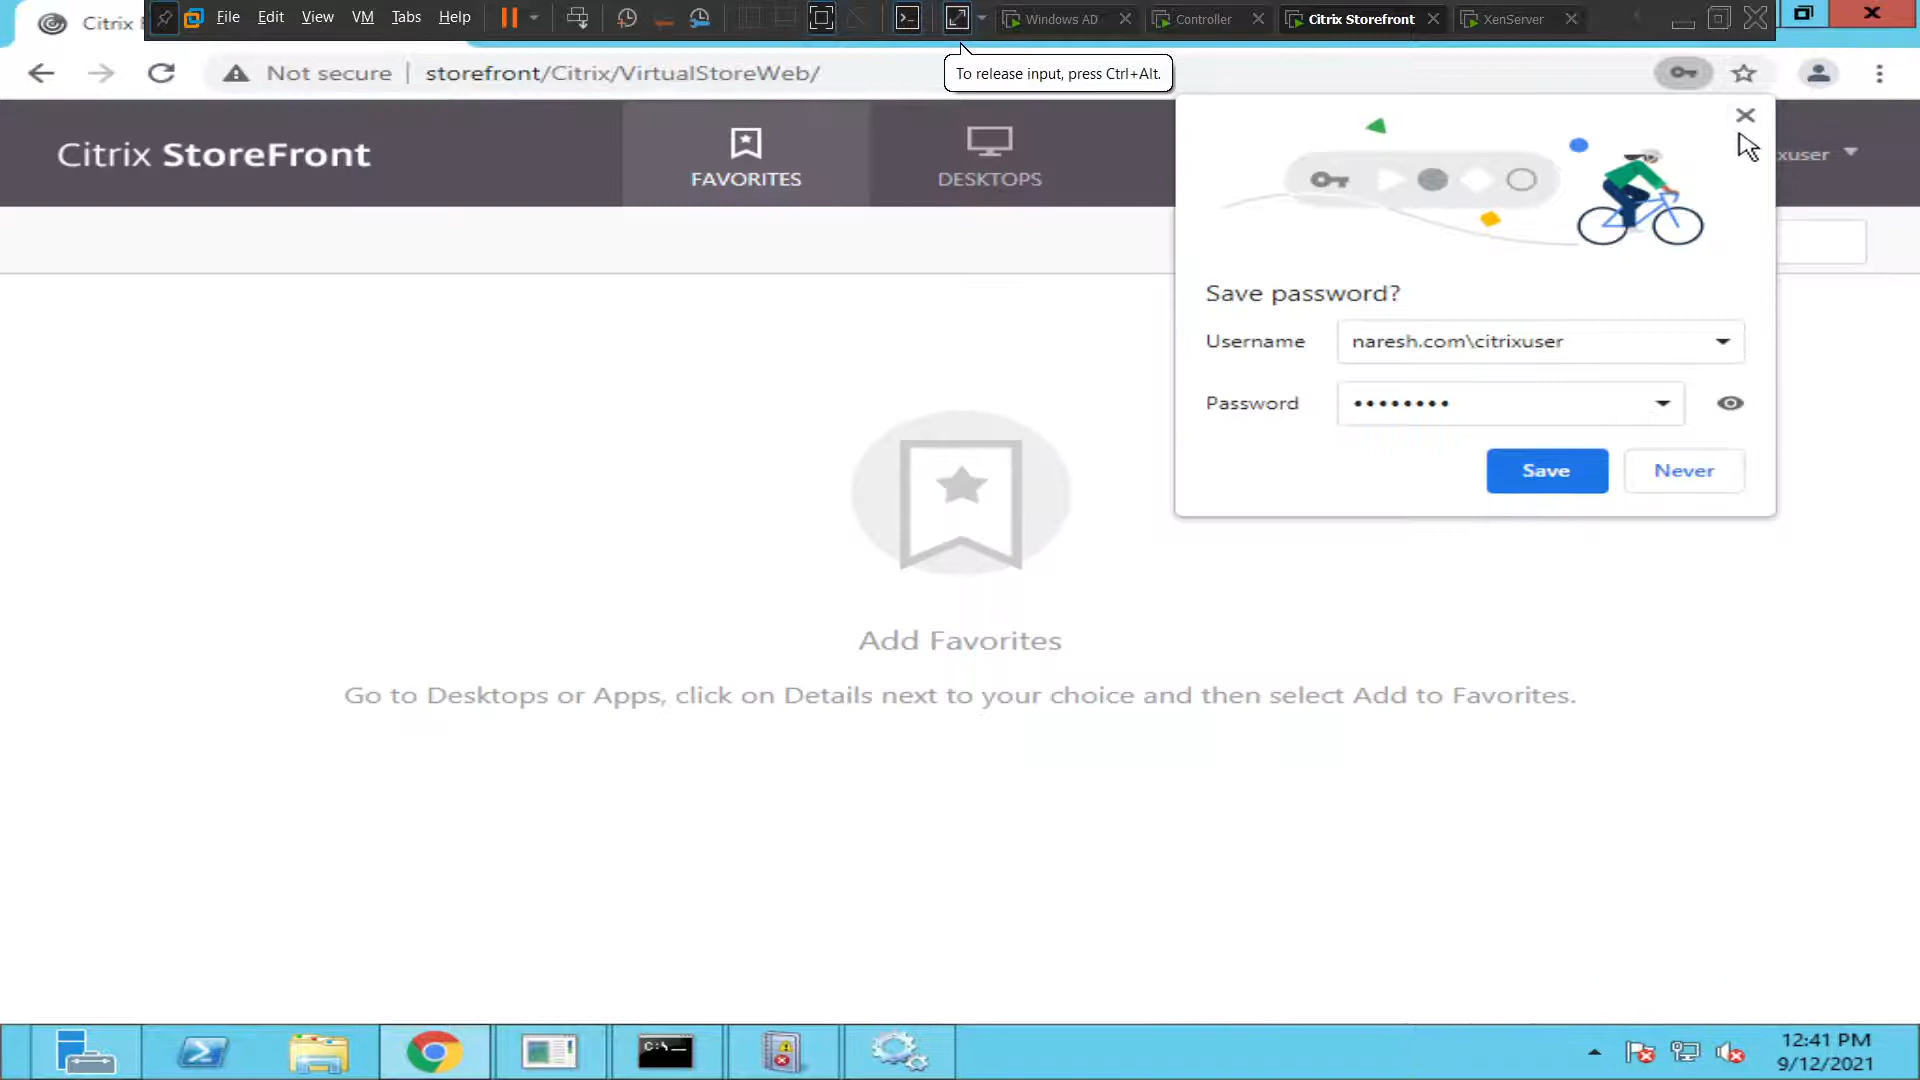 Citrix
File Edit View VM Tabs Help
Windows AD
Controller
Citrix Storefront
XenServer
Not secure | storefront/Citrix/VirtualStoreWeb/
To release input, press Ctrl+Alt.
Citrix StoreFront
FAVORITES
DESKTOPS
xuser
Save password?
Username naresh.com\citrixuser
Password ••••••••
Save Never
Add Favorites
Go to Desktops or Apps, click on Details next to your choice and then select Add to Favorites.
C:\
12:41 PM
9/12/2021